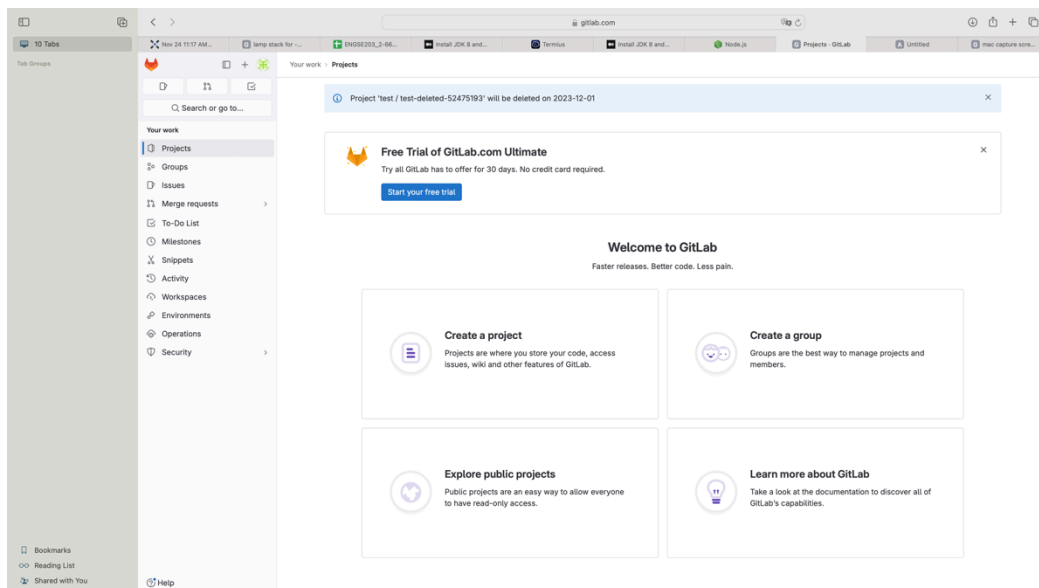 gitlab.com
10 Tabs
Nov 24 11:17 AM...
lamp stack for -...
ENGSE203_2-66...
Install JDK 8 and...
Termius
Install JDK 8 and...
Node.js
Projects · GitLab
Untitled
mac capture scre...
Tab Groups
Your work › Projects
Search or go to...
Your work
Projects
Groups
Issues
Merge requests
To-Do List
Milestones
Snippets
Activity
Workspaces
Environments
Operations
Security
Help
Project 'test / test-deleted-52475193' will be deleted on 2023-12-01
Free Trial of GitLab.com Ultimate
Try all GitLab has to offer for 30 days. No credit card required.
Start your free trial
Welcome to GitLab
Faster releases. Better code. Less pain.
Create a project
Projects are where you store your code, access
issues, wiki and other features of GitLab.
Create a group
Groups are the best way to manage projects and
members.
Explore public projects
Public projects are an easy way to allow everyone
to have read-only access.
Learn more about GitLab
Take a look at the documentation to discover all of
GitLab's capabilities.
Bookmarks
Reading List
Shared with You